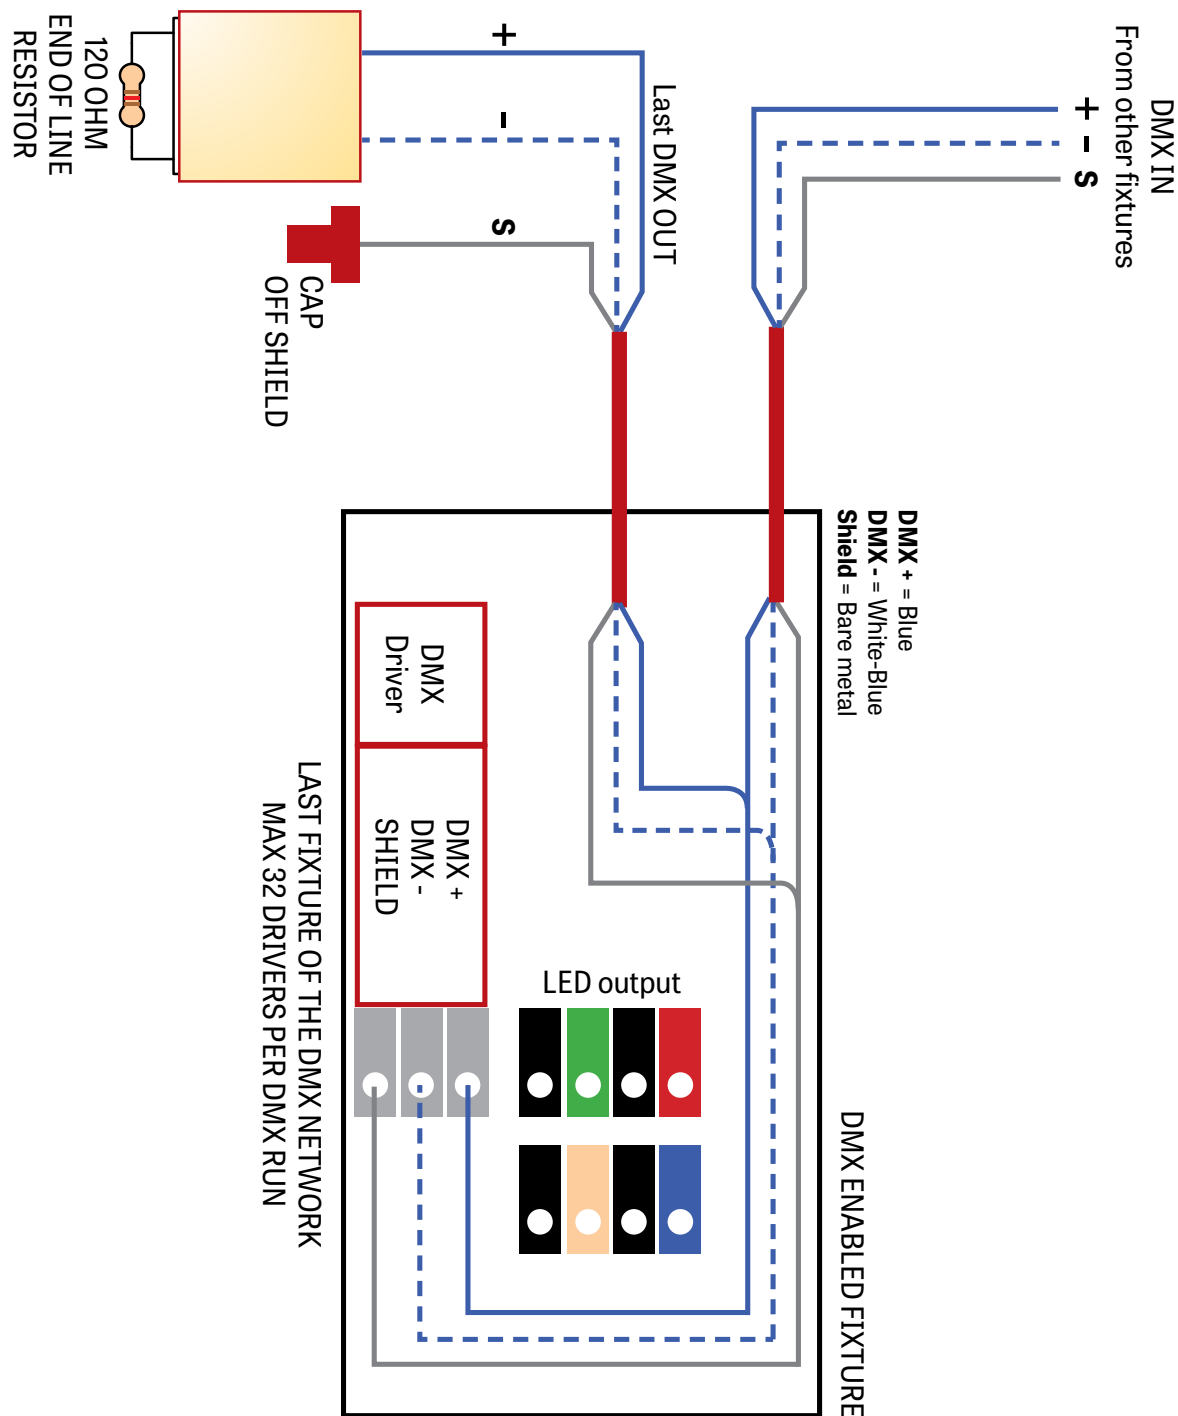 DMX IN
From other fixtures
+
-
S
Last DMX OUT
+
-
S
120 OHM
END OF LINE
RESISTOR
CAP
OFF SHIELD
DMX + = Blue
DMX - = White-Blue
Shield = Bare metal
DMX
Driver
DMX +
DMX -
SHIELD
LED output
DMX ENABLED FIXTURE
LAST FIXTURE OF THE DMX NETWORK
MAX 32 DRIVERS PER DMX RUN